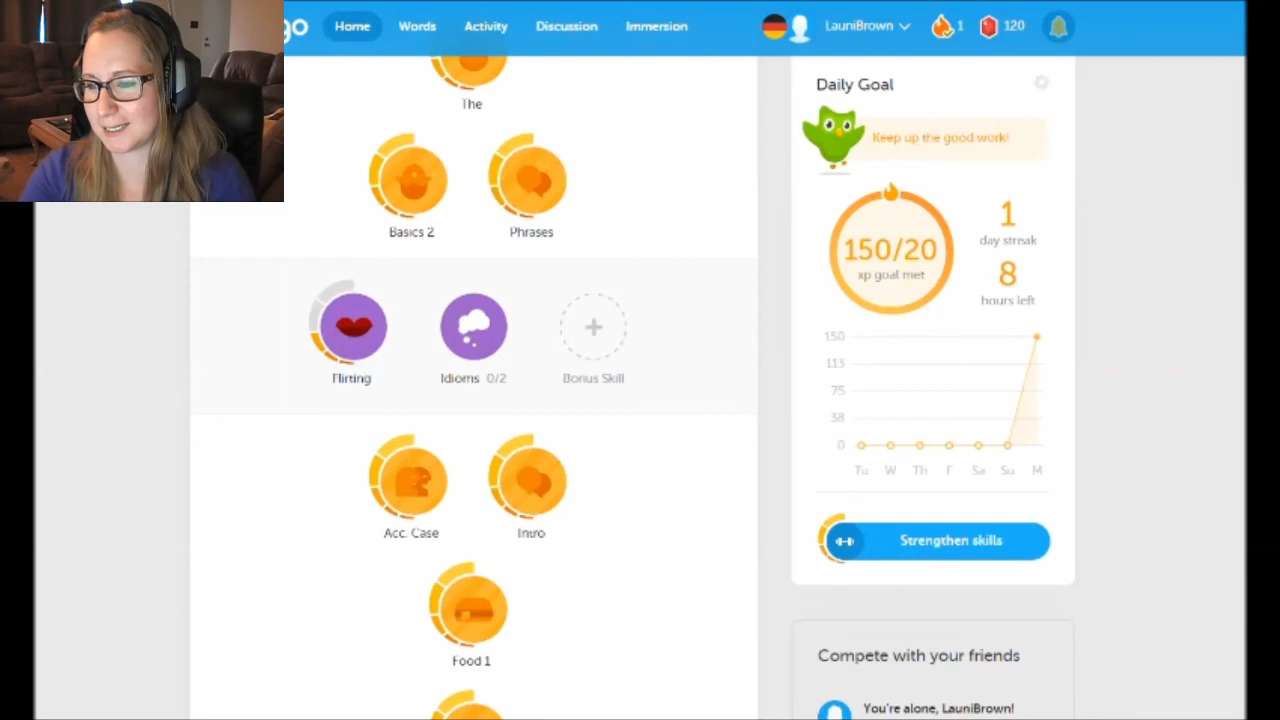 go Home Words Activity Discussion Immersion LauniBrown 1 120
The
Basics 2 Phrases
Flirting Idioms 0/2 Bonus Skill
Acc. Case Intro
Food 1
Daily Goal
Keep up the good work!
150/20
xp goal met
1
day streak
8
hours left
150
113
75
38
0
Tu W Th F Sa Su M
Strengthen skills
Compete with your friends
You're alone, LauniBrown!